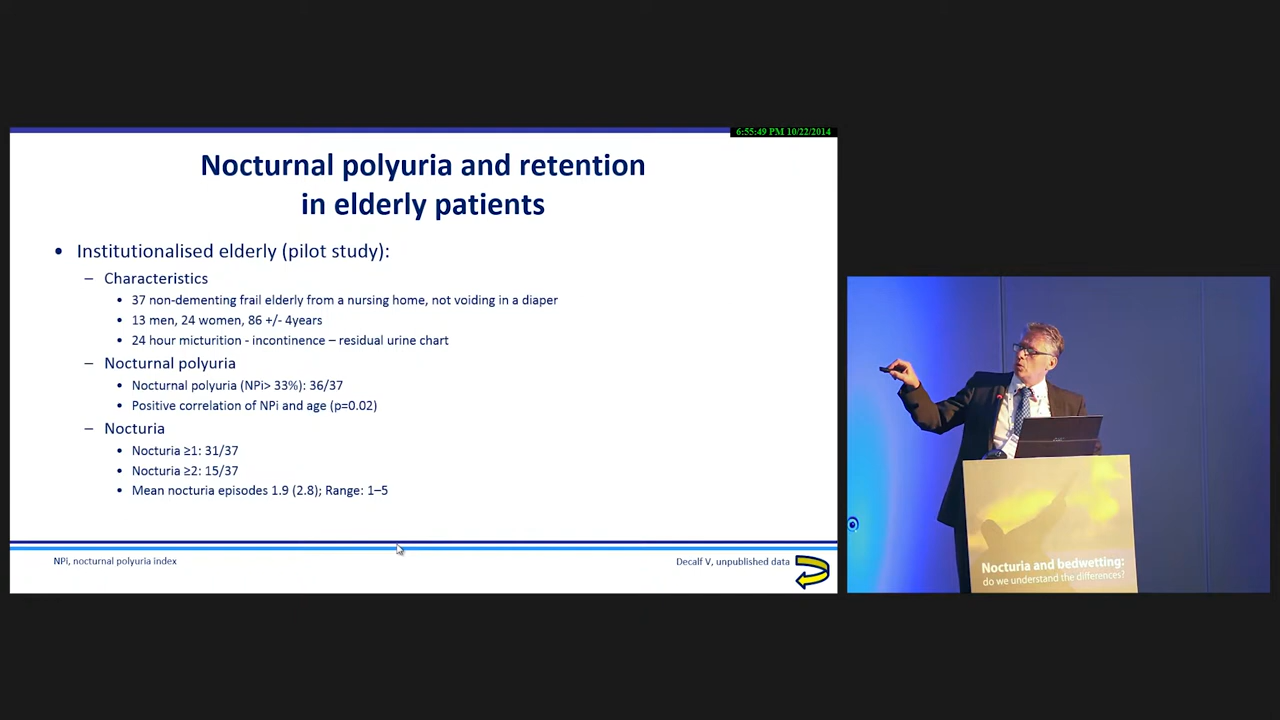 6:55:49 PM 10/22/2014
Nocturnal polyuria and retention
in elderly patients
• Institutionalised elderly (pilot study):
– Characteristics
• 37 non-dementing frail elderly from a nursing home, not voiding in a diaper
• 13 men, 24 women, 86 +/- 4years
• 24 hour micturition - incontinence – residual urine chart
– Nocturnal polyuria
• Nocturnal polyuria (NPi> 33%): 36/37
• Positive correlation of NPi and age (p=0.02)
– Nocturia
• Nocturia ≥1: 31/37
• Nocturia ≥2: 15/37
• Mean nocturia episodes 1.9 (2.8); Range: 1–5
NPi, nocturnal polyuria index
Decalf V, unpublished data
Nocturia and bedwetting:
do we understand the differences?